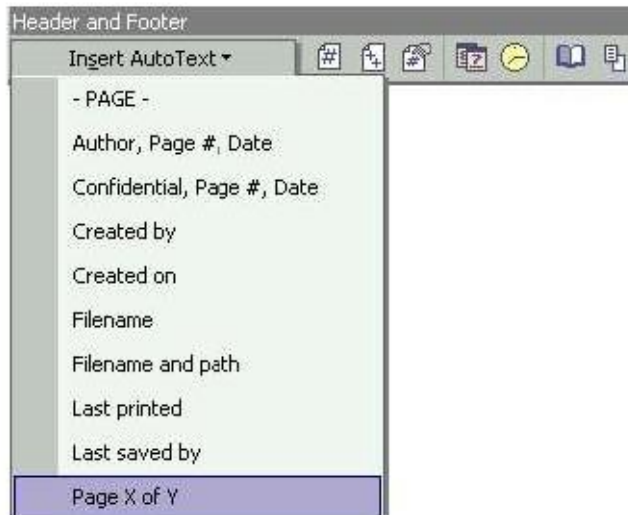 Header and Footer
Insert AutoText
- PAGE -
Author, Page #, Date
Confidential, Page #, Date
Created by
Created on
Filename
Filename and path
Last printed
Last saved by
Page X of Y